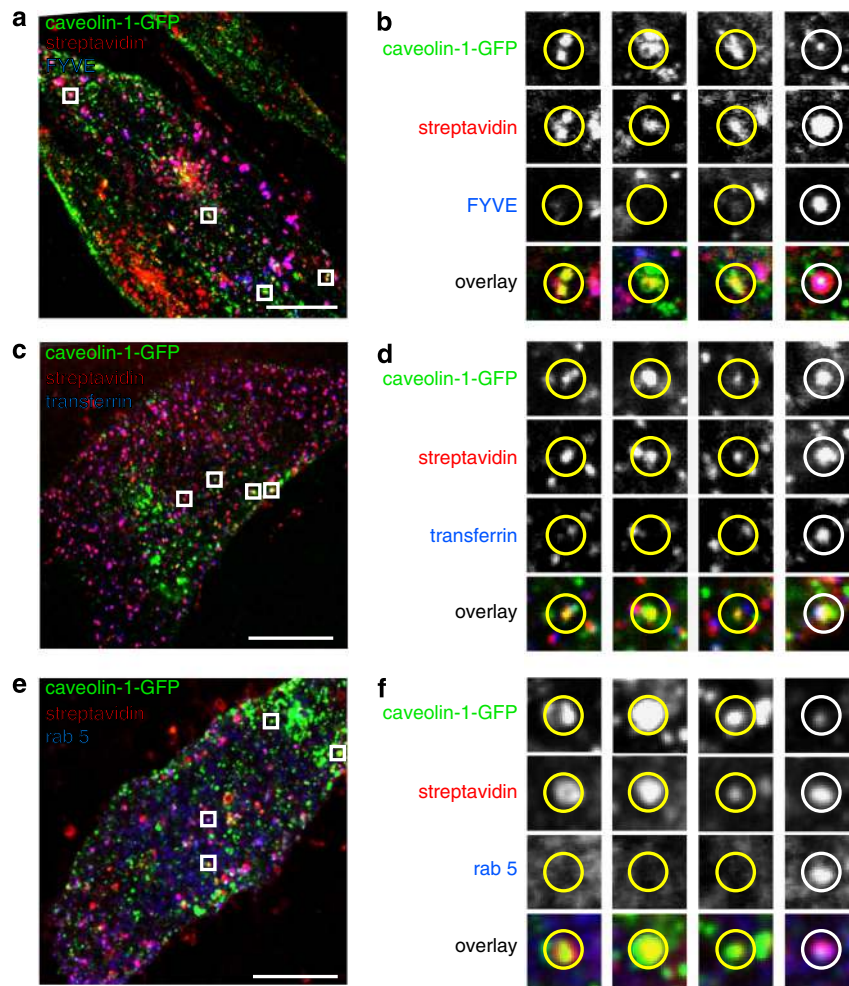 a
caveolin-1-GFP
streptavidin
FYVE
b
caveolin-1-GFP
streptavidin
FYVE
overlay
c
caveolin-1-GFP
streptavidin
transferrin
d
caveolin-1-GFP
streptavidin
transferrin
overlay
e
caveolin-1-GFP
streptavidin
rab 5
f
caveolin-1-GFP
streptavidin
rab 5
overlay